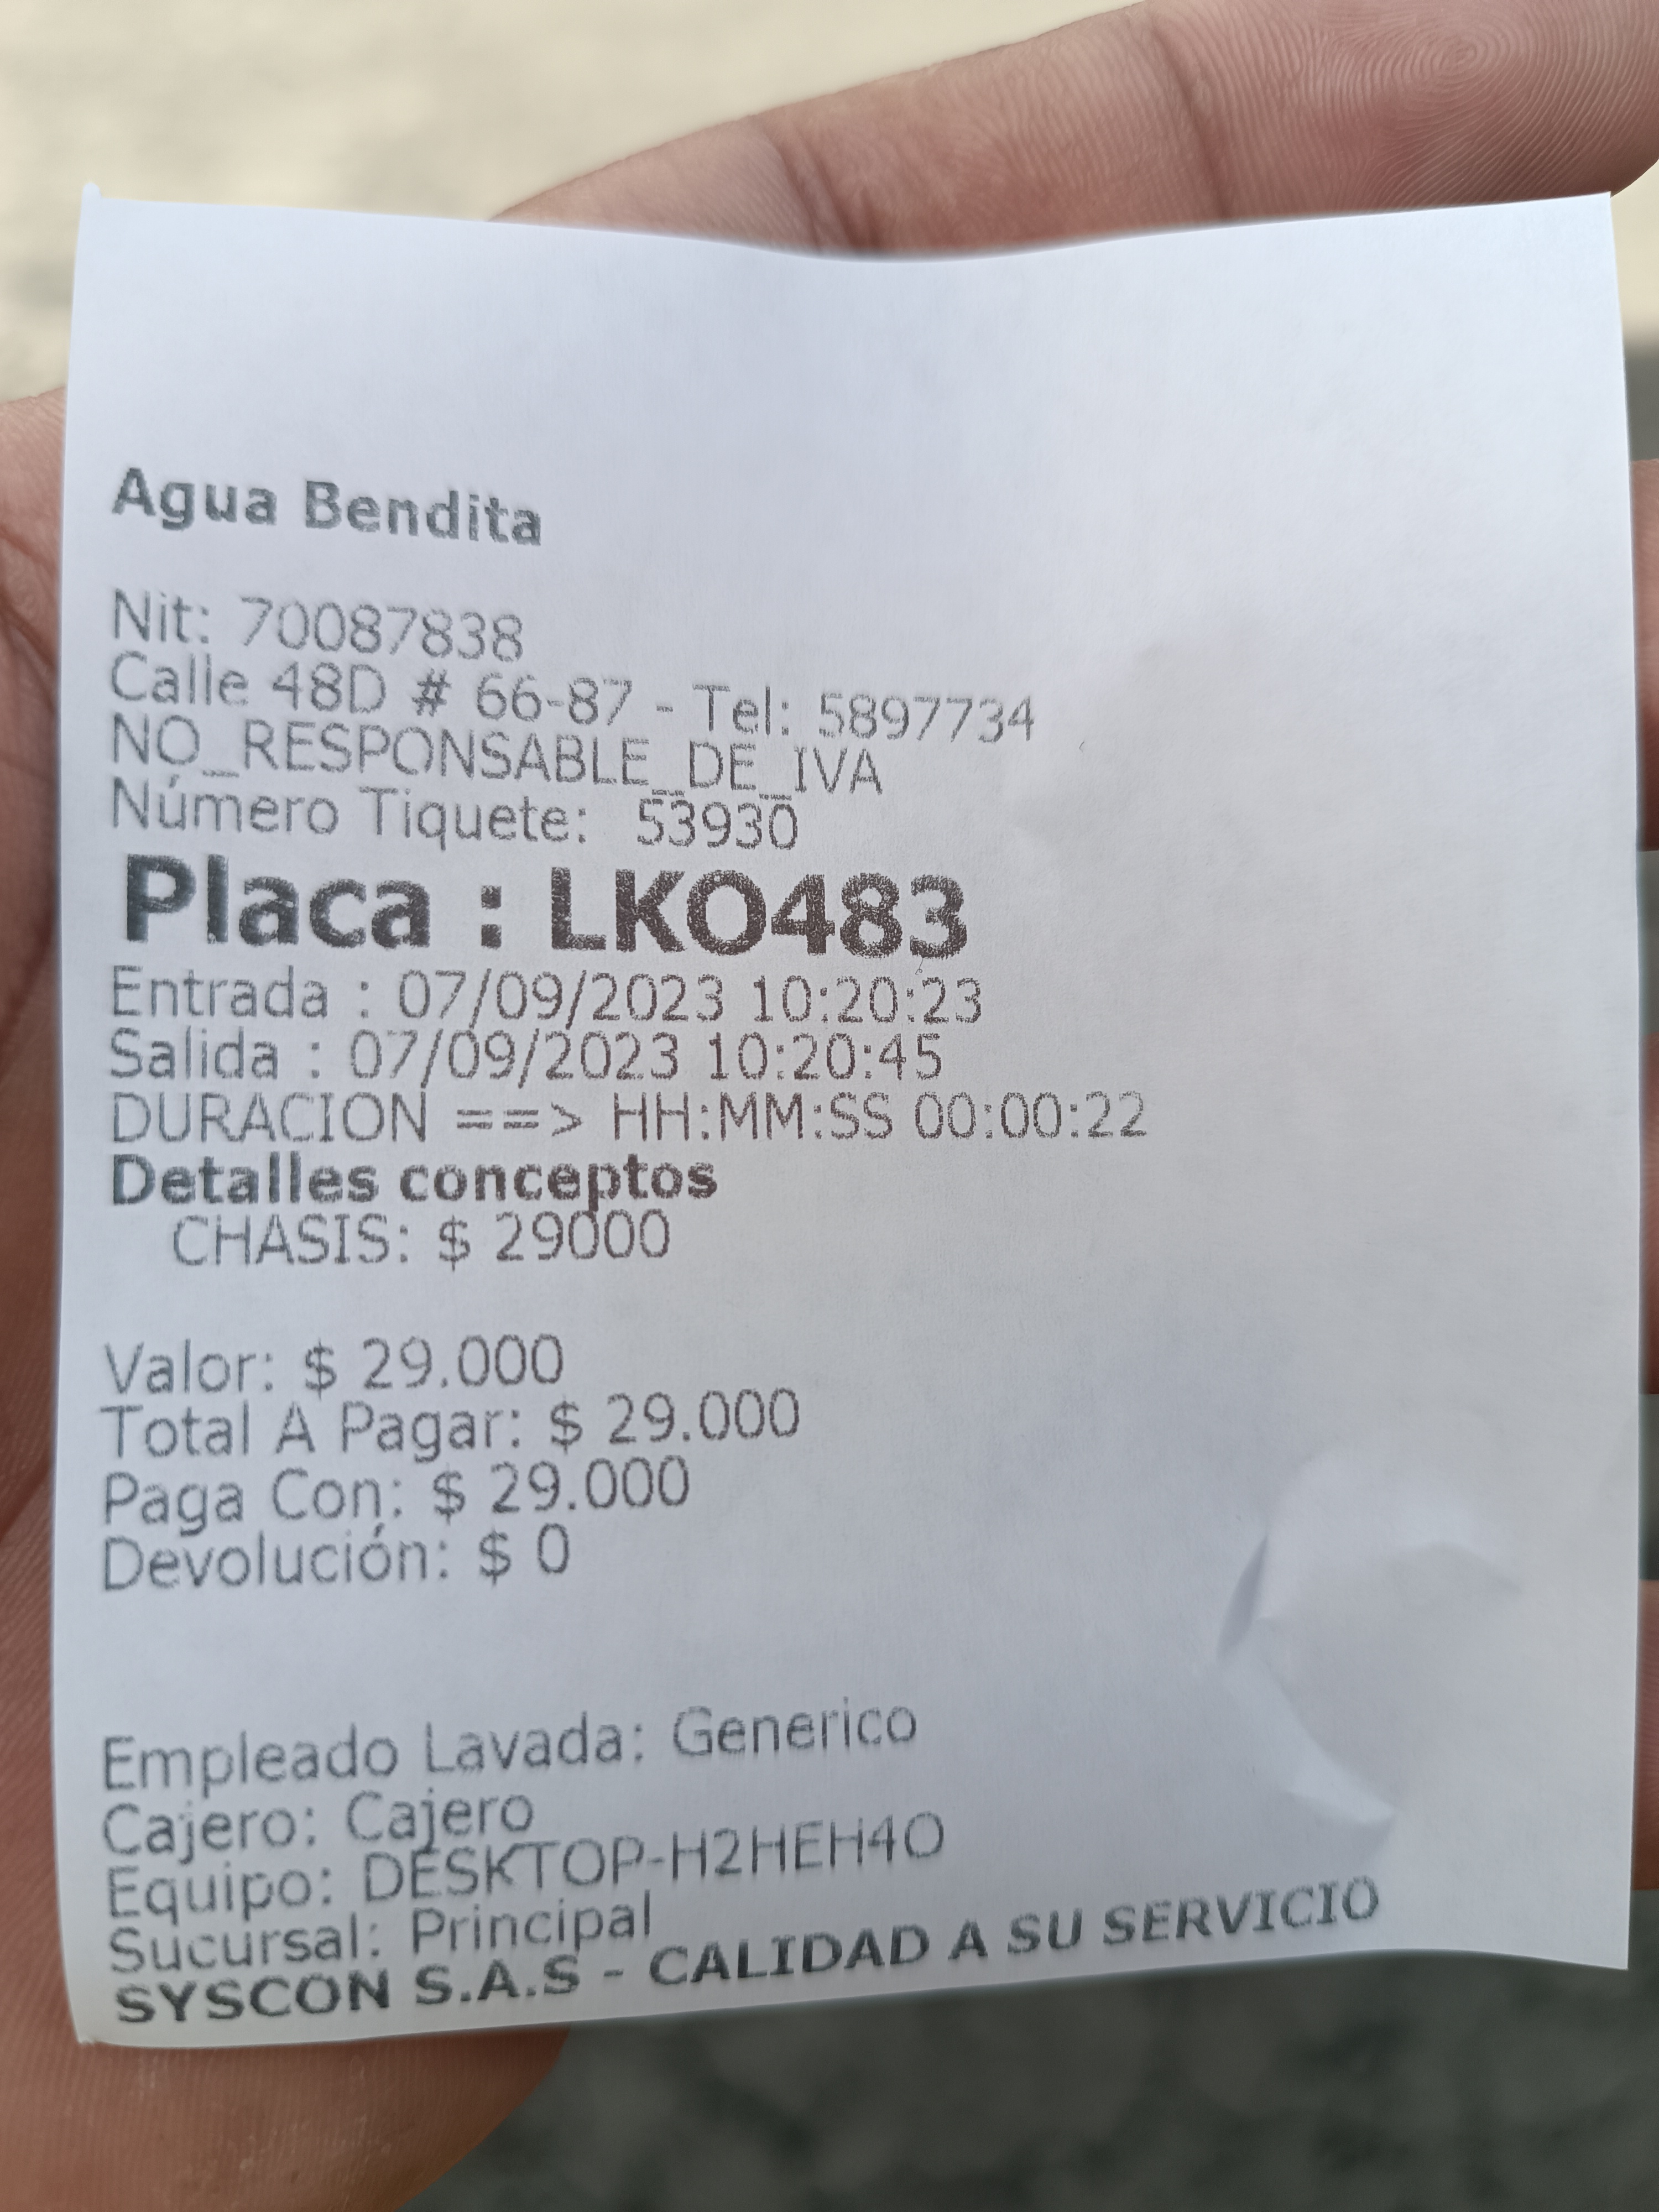 Agua Bendita
Nit: 70087838
Calle 48D # 66-87 - Tel: 5897734
NO_RESPONSABLE_DE_IVA
Número Tiquete: 53930
Placa : LKO483
Entrada : 07/09/2023 10:20:23
Salida : 07/09/2023 10:20:45
DURACION ==> HH:MM:SS 00:00:22
Detalles conceptos
CHASIS: $ 29000
Valor: $ 29.000
Total A Pagar: $ 29.000
Paga Con: $ 29.000
Devolución: $ 0
Empleado Lavada: Generico
Cajero: Cajero
Equipo: DESKTOP-H2HEH4O
Sucursal: Principal
SYSCON S.A.S - CALIDAD A SU SERVICIO